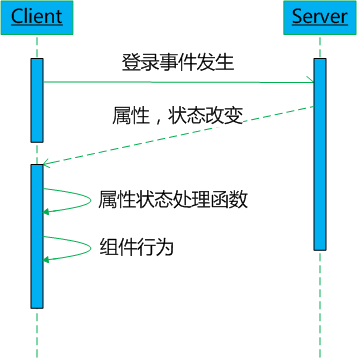 Client
Server
登录事件发生
属性，状态改变
属性状态处理函数
组件行为